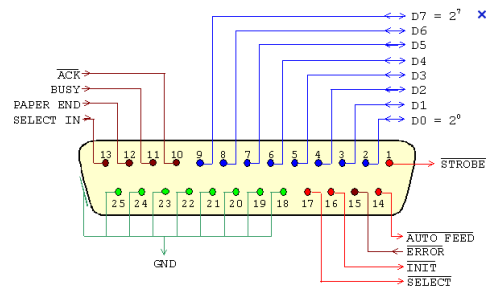 D7 = 2⁷
D6
D5
D4
D3
D2
D1
D0 = 2⁰
ACK
BUSY
PAPER END
SELECT IN
13 12 11 10 9 8 7 6 5 4 3 2 1
STROBE
25 24 23 22 21 20 19 18 17 16 15 14
GND
AUTO FEED
ERROR
INIT
SELECT